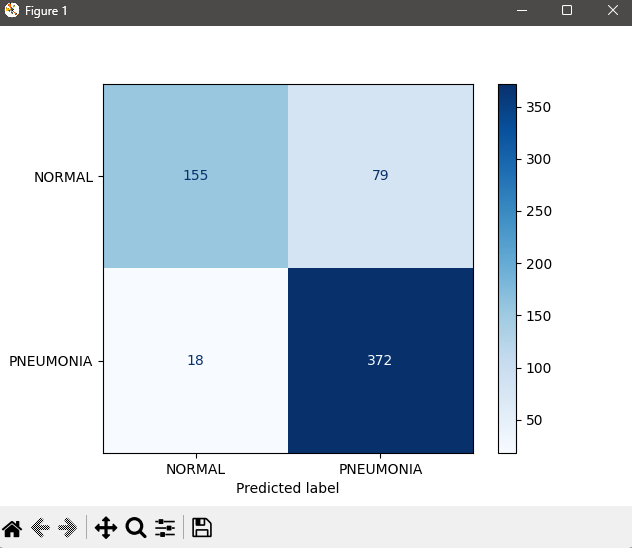 Figure 1
NORMAL
PNEUMONIA
155
79
18
372
NORMAL
PNEUMONIA
Predicted label
350
300
250
200
150
100
50